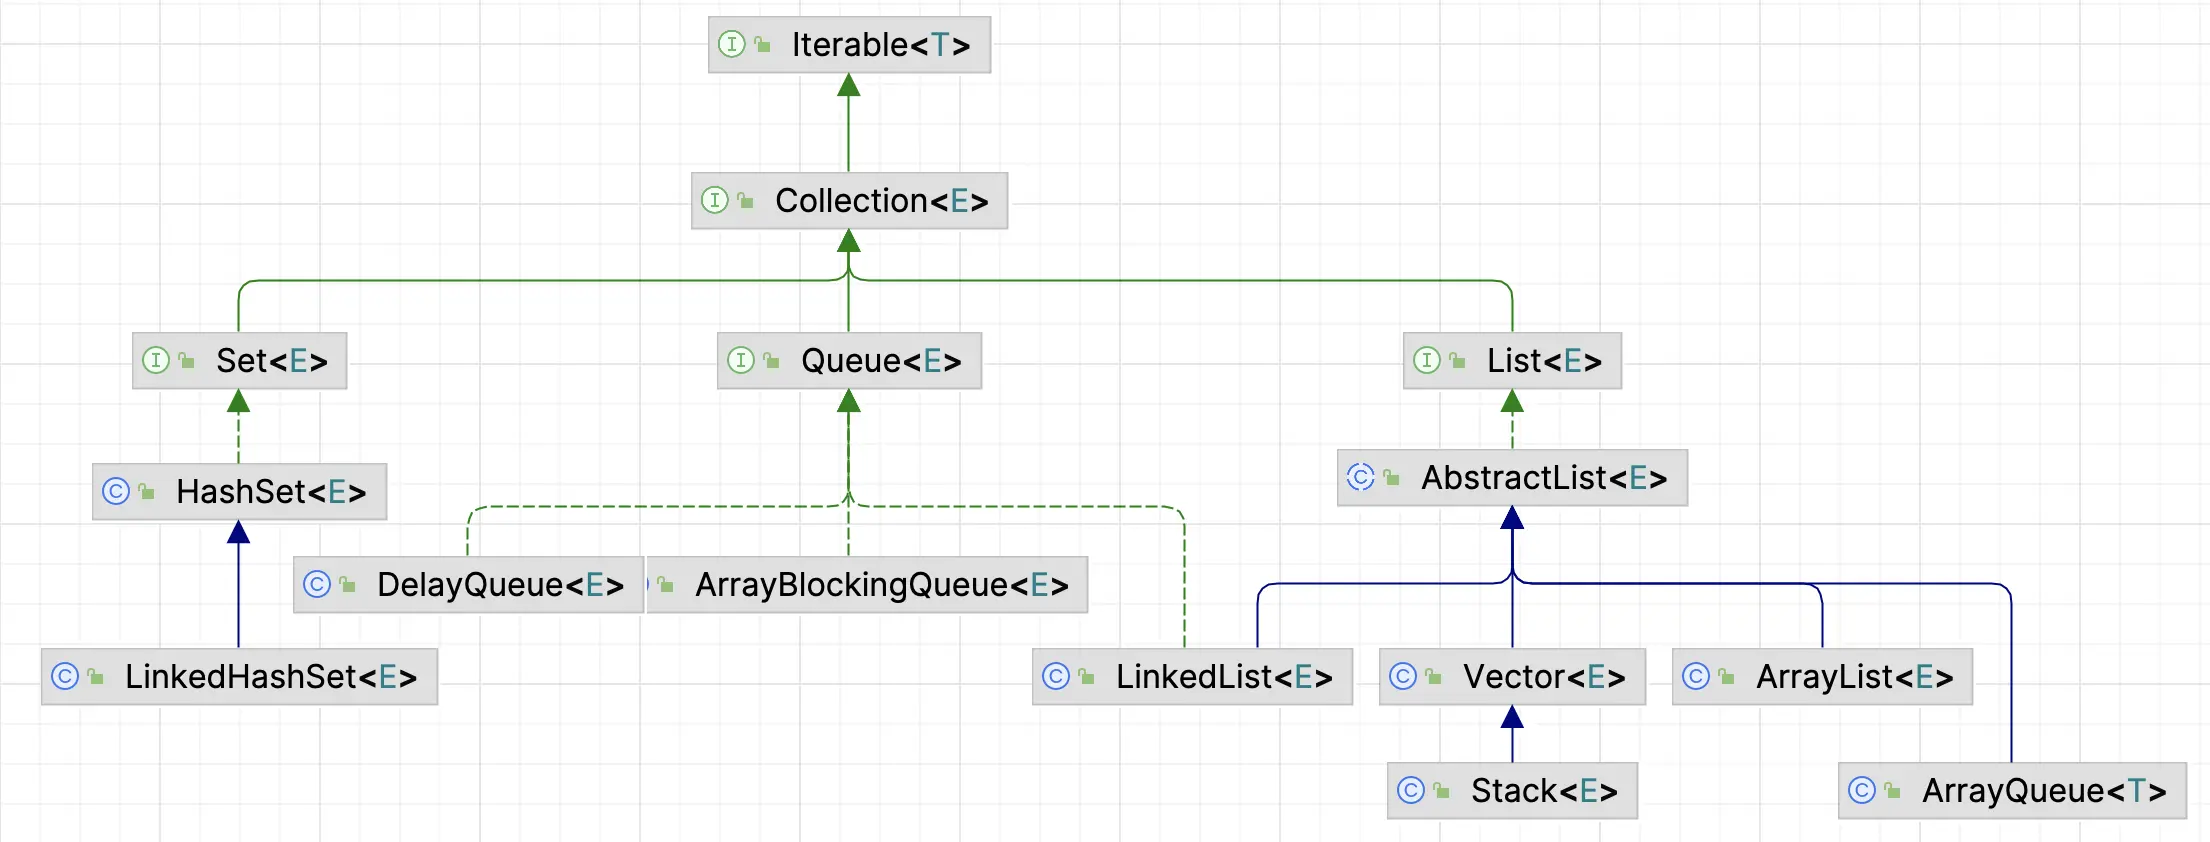 Iterable<T>
Collection<E>
Set<E>
Queue<E>
List<E>
AbstractList<E>
HashSet<E>
DelayQueue<E>
ArrayBlockingQueue<E>
LinkedHashSet<E>
LinkedList<E>
Vector<E>
ArrayList<E>
Stack<E>
ArrayQueue<T>